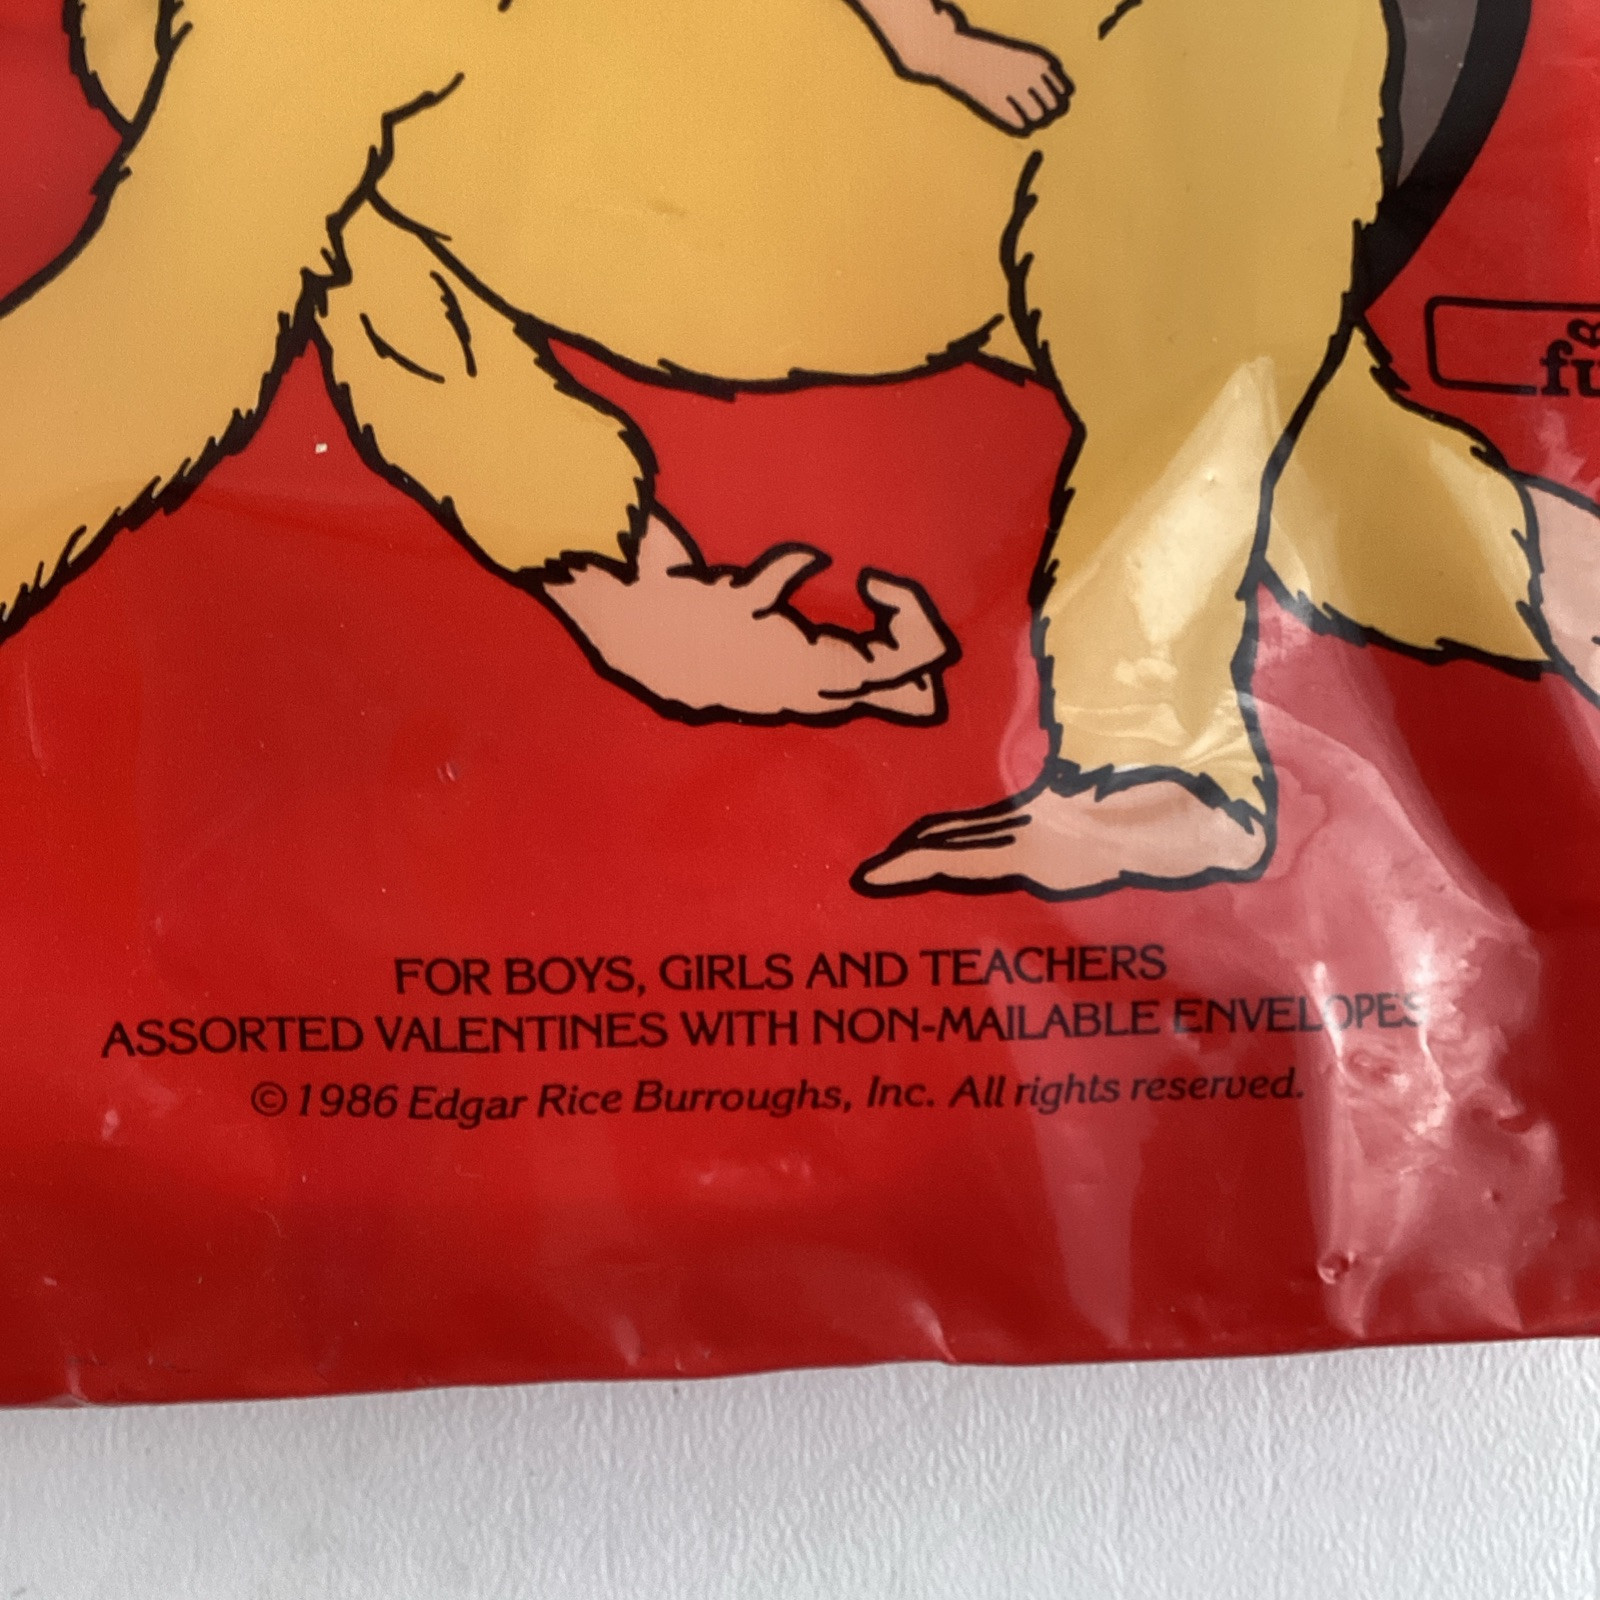 fu
FOR BOYS, GIRLS AND TEACHERS
ASSORTED VALENTINES WITH NON-MAILABLE ENVELOPES
© 1986 Edgar Rice Burroughs, Inc. All rights reserved.